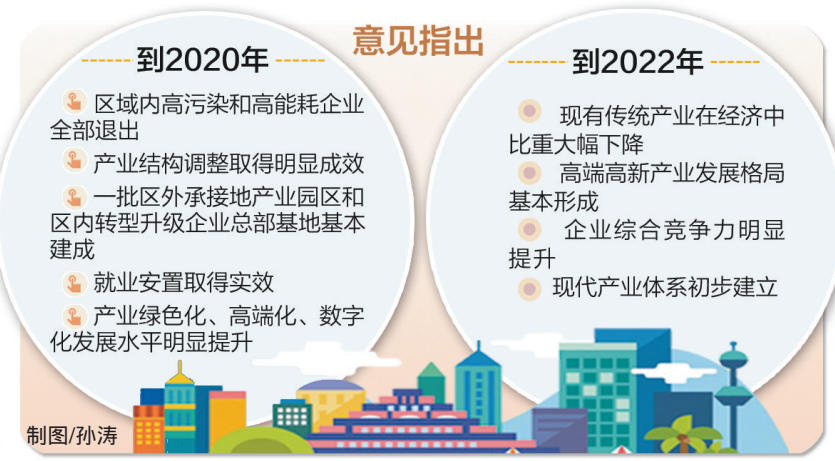 意见指出
到2020年
区域内高污染和高能耗企业
全部退出
产业结构调整取得明显成效
一批区外承接地产业园区和
区内转型升级企业总部基地基本
建成
就业安置取得实效
产业绿色化、高端化、数字
化发展水平明显提升
到2022年
现有传统产业在经济中
比重大幅下降
高端高新产业发展格局
基本形成
企业综合竞争力明显
提升
现代产业体系初步建立
制图/孙涛